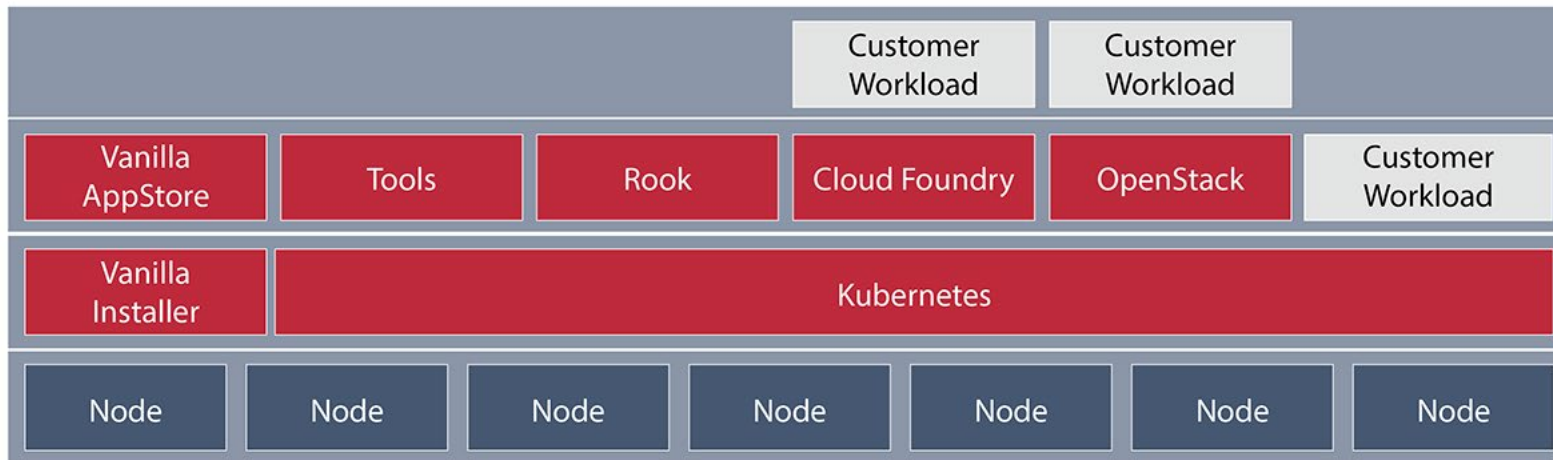 Customer
Workload
Customer
Workload
Vanilla
AppStore
Tools
Rook
Cloud Foundry
OpenStack
Customer
Workload
Vanilla
Installer
Kubernetes
Node
Node
Node
Node
Node
Node
Node